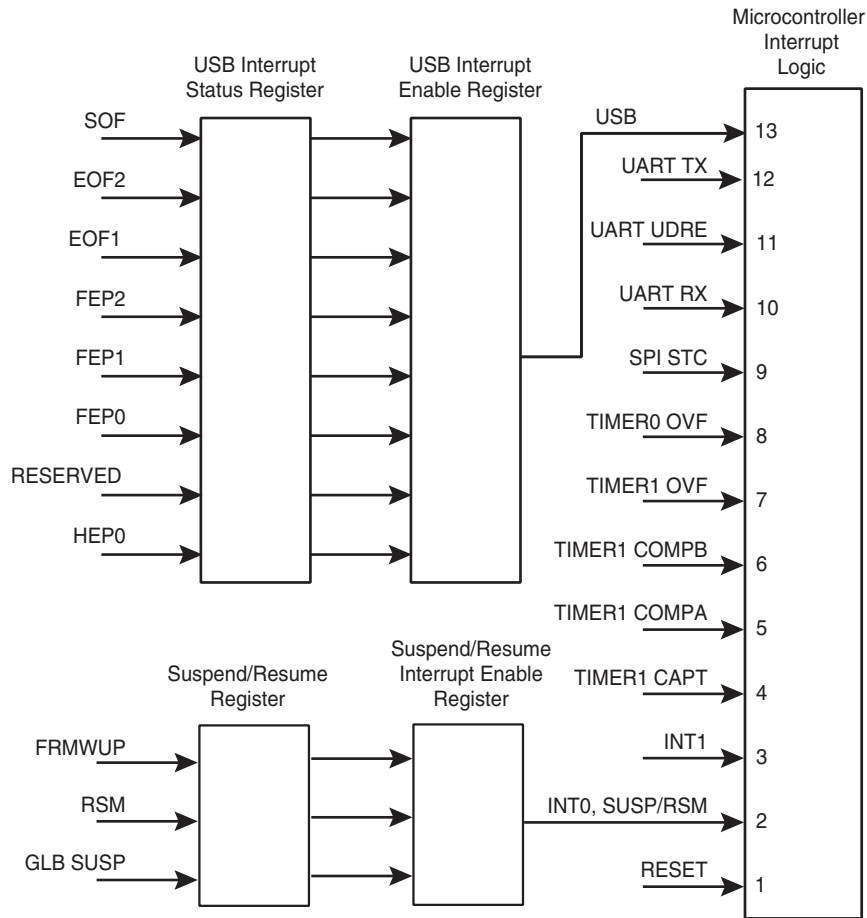 Microcontroller
Interrupt
Logic
USB Interrupt
Status Register
USB Interrupt
Enable Register
SOF
EOF2
EOF1
FEP2
FEP1
FEP0
RESERVED
HEP0
USB
13
UART TX
12
UART UDRE
11
UART RX
10
SPI STC
9
TIMER0 OVF
8
TIMER1 OVF
7
TIMER1 COMPB
6
TIMER1 COMPA
5
TIMER1 CAPT
4
INT1
3
INT0, SUSP/RSM
2
RESET
1
Suspend/Resume
Register
Suspend/Resume
Interrupt Enable
Register
FRMWUP
RSM
GLB SUSP